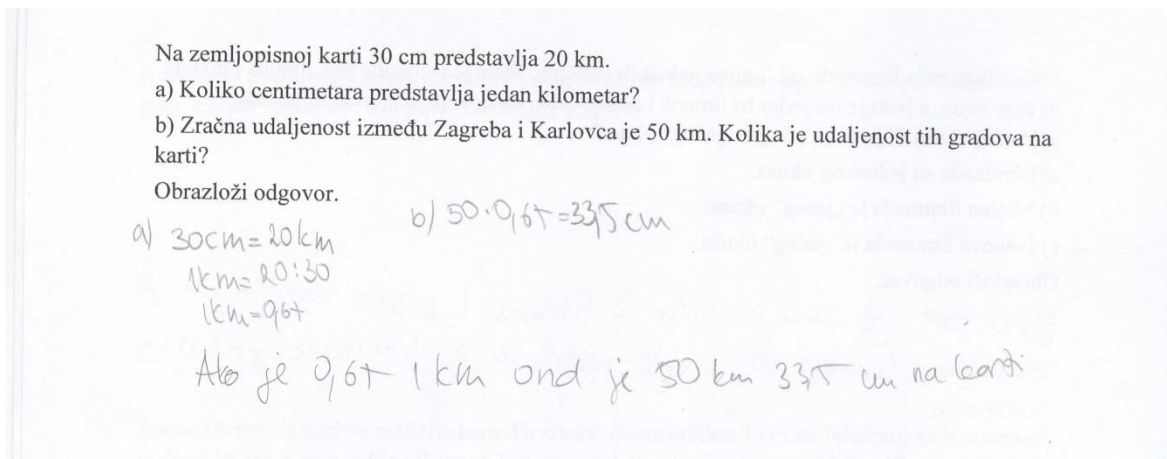 Na zemljopisnoj karti 30 cm predstavlja 20 km.
a) Koliko centimetara predstavlja jedan kilometar?
b) Zračna udaljenost između Zagreba i Karlovca je 50 km. Kolika je udaljenost tih gradova na
karti?
Obrazloži odgovor.
b) 50·0,67=33,5 cm
a) 30cm=20km
1km=20:30
1km=0,67
Ako je 0,67 1 km ond je 50 km 33,5 cm na karti